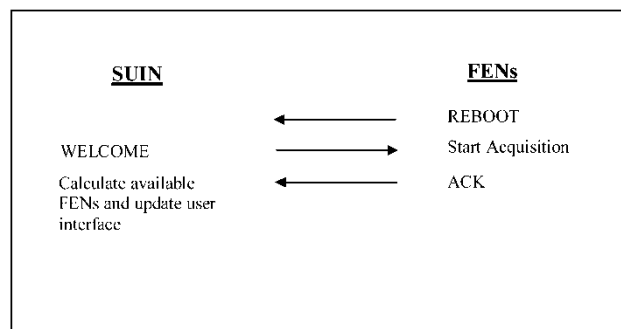 SUIN
FENs
REBOOT
WELCOME
Start Acquisition
Calculate available
FENs and update user
interface
ACK